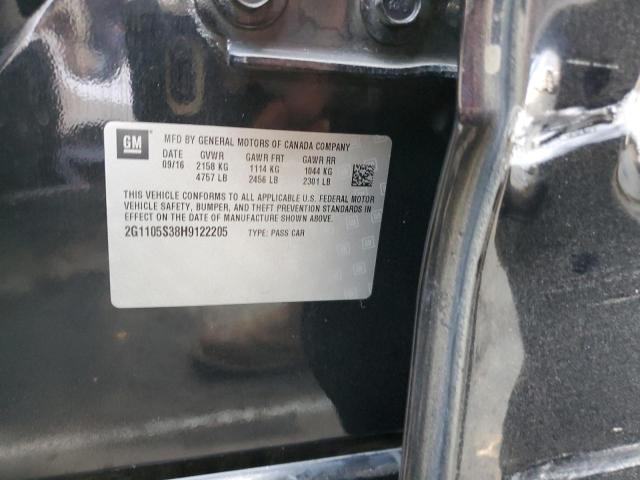 GM
MFD BY GENERAL MOTORS OF CANADA COMPANY
DATE GVWR GAWR FRT GAWR RR
09/16 2158 KG 1114 KG 1044 KG
4757 LB 2456 LB 2301 LB
THIS VEHICLE CONFORMS TO ALL APPLICABLE U.S. FEDERAL MOTOR
VEHICLE SAFETY, BUMPER, AND THEFT PREVENTION STANDARDS IN
EFFECT ON THE DATE OF MANUFACTURE SHOWN ABOVE.
2G1105S38H9122205 TYPE: PASS CAR